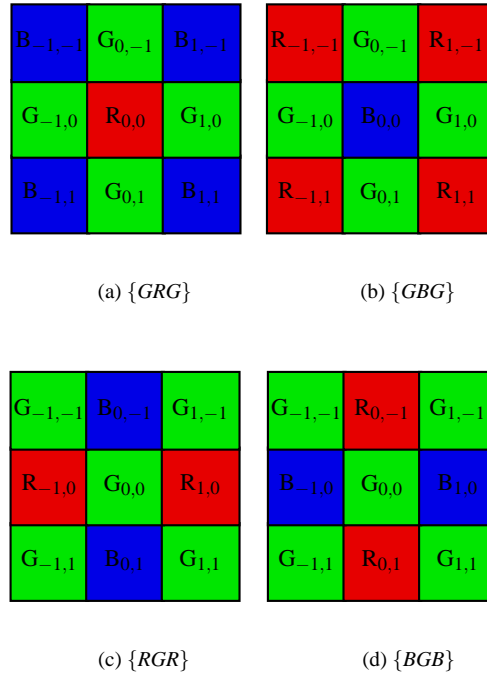 B₋₁,₋₁ G₀,₋₁ B₁,₋₁ R₋₁,₋₁ G₀,₋₁ R₁,₋₁
G₋₁,₀ R₀,₀ G₁,₀ G₋₁,₀ B₀,₀ G₁,₀
B₋₁,₁ G₀,₁ B₁,₁ R₋₁,₁ G₀,₁ R₁,₁
(a) {GRG} (b) {GBG}
G₋₁,₋₁ B₀,₋₁ G₁,₋₁ G₋₁,₋₁ R₀,₋₁ G₁,₋₁
R₋₁,₀ G₀,₀ R₁,₀ B₋₁,₀ G₀,₀ B₁,₀
G₋₁,₁ B₀,₁ G₁,₁ G₋₁,₁ R₀,₁ G₁,₁
(c) {RGR} (d) {BGB}